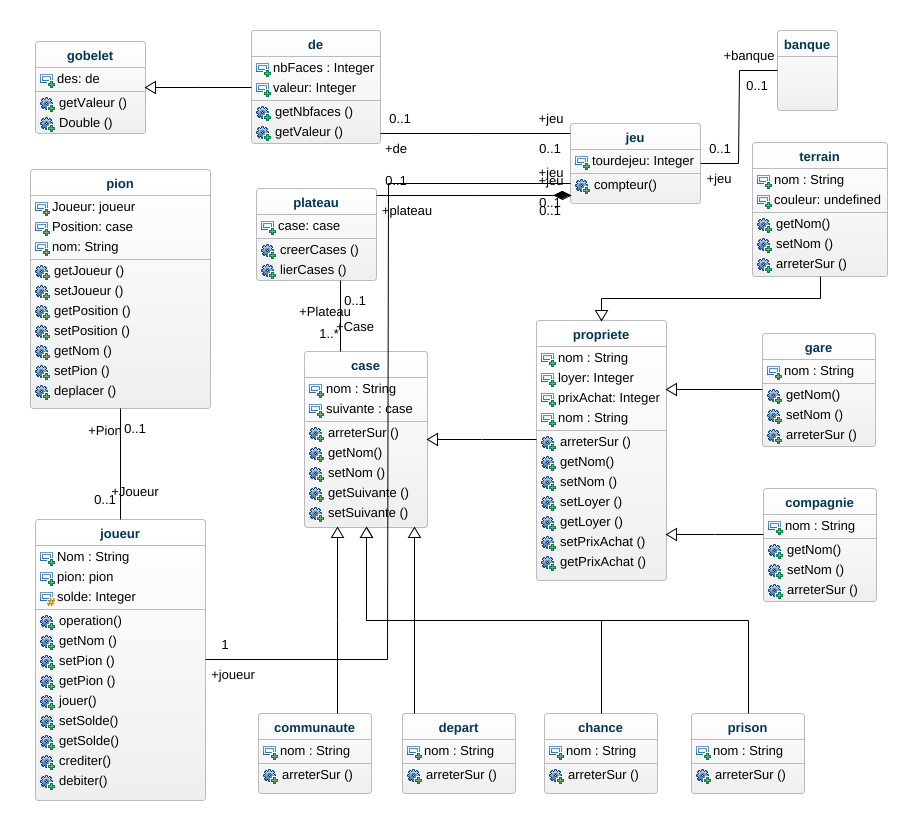 gobelet
des: de
getValeur ()
Double ()
de
nbFaces : Integer
valeur: Integer
getNbfaces ()
getValeur ()
banque
+banque
0..1
0..1
+jeu
0..1
+de
+jeu
0..1
jeu
tourdejeu: Integer
compteur()
terrain
nom : String
couleur: undefined
getNom()
setNom ()
arreterSur ()
pion
Joueur: joueur
Position: case
nom: String
getJoueur ()
setJoueur ()
getPosition ()
setPosition ()
getNom ()
setPion ()
deplacer ()
plateau
case: case
creerCases ()
lierCases ()
0..1
+plateau
+jeu
+jeu
0..1
0..1
0..1
+Plateau
+Case
1..*
case
nom : String
suivante : case
arreterSur ()
getNom()
setNom ()
getSuivante ()
setSuivante ()
propriete
nom : String
loyer: Integer
prixAchat: Integer
nom : String
arreterSur ()
getNom()
setNom ()
setLoyer ()
getLoyer ()
setPrixAchat ()
getPrixAchat ()
gare
nom : String
getNom()
setNom ()
arreterSur ()
compagnie
nom : String
getNom()
setNom ()
arreterSur ()
+Pion
0..1
+Joueur
0..1
joueur
Nom : String
pion: pion
solde: Integer
operation()
getNom ()
setPion ()
getPion ()
jouer()
setSolde()
getSolde()
crediter()
debiter()
1
+joueur
communaute
nom : String
arreterSur ()
depart
nom : String
arreterSur ()
chance
nom : String
arreterSur ()
prison
nom : String
arreterSur ()